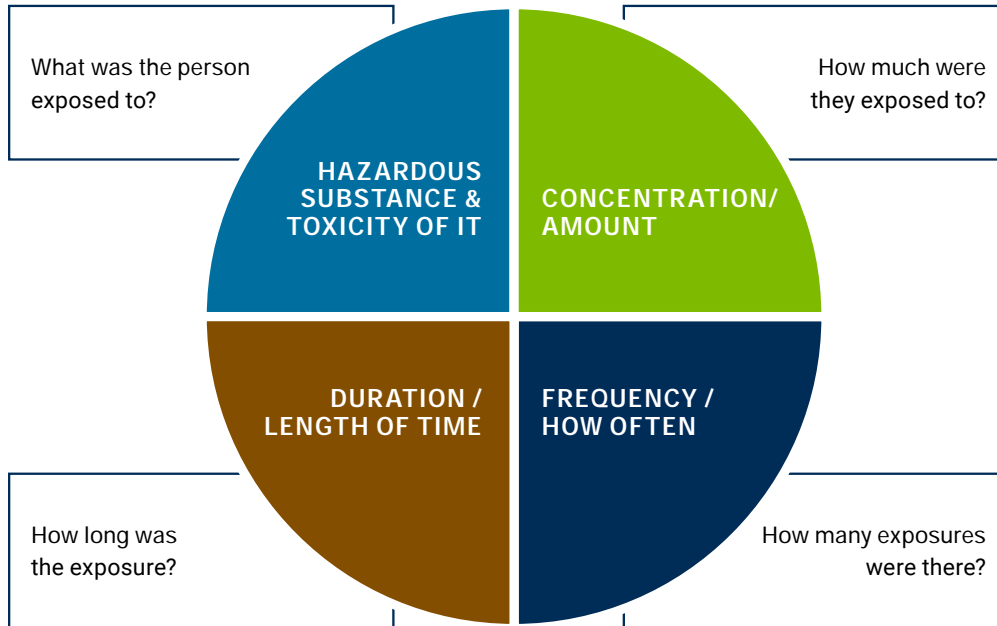 What was the person
exposed to?
How much were
they exposed to?
HAZARDOUS
SUBSTANCE &
TOXICITY OF IT
CONCENTRATION/
AMOUNT
DURATION /
LENGTH OF TIME
FREQUENCY /
HOW OFTEN
How long was
the exposure?
How many exposures
were there?